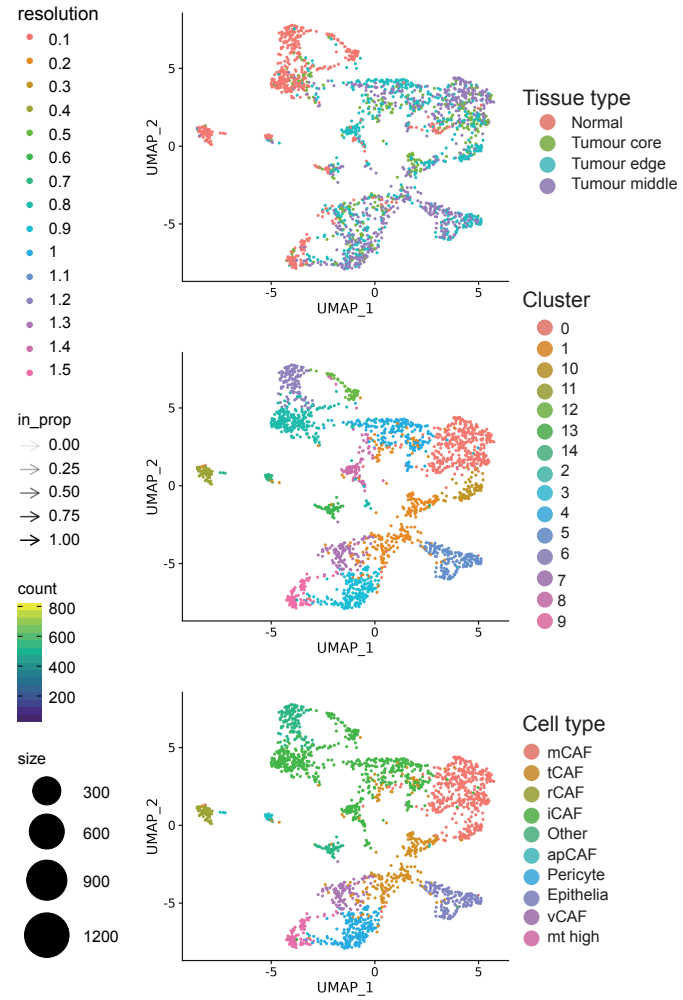 resolution
0.1
0.2
0.3
0.4
0.5
0.6
0.7
0.8
0.9
1
1.1
1.2
1.3
1.4
1.5
in_prop
0.00
0.25
0.50
0.75
1.00
count
800
600
400
200
size
300
600
900
1200
UMAP_2
5
0
-5
-5
0
5
UMAP_1
Tissue type
Normal
Tumour core
Tumour edge
Tumour middle
UMAP_2
5
0
-5
-5
0
5
UMAP_1
Cluster
0
1
10
11
12
13
14
2
3
4
5
6
7
8
9
UMAP_2
5
0
-5
-5
0
5
UMAP_1
Cell type
mCAF
tCAF
rCAF
iCAF
Other
apCAF
Pericyte
Epithelia
vCAF
mt high